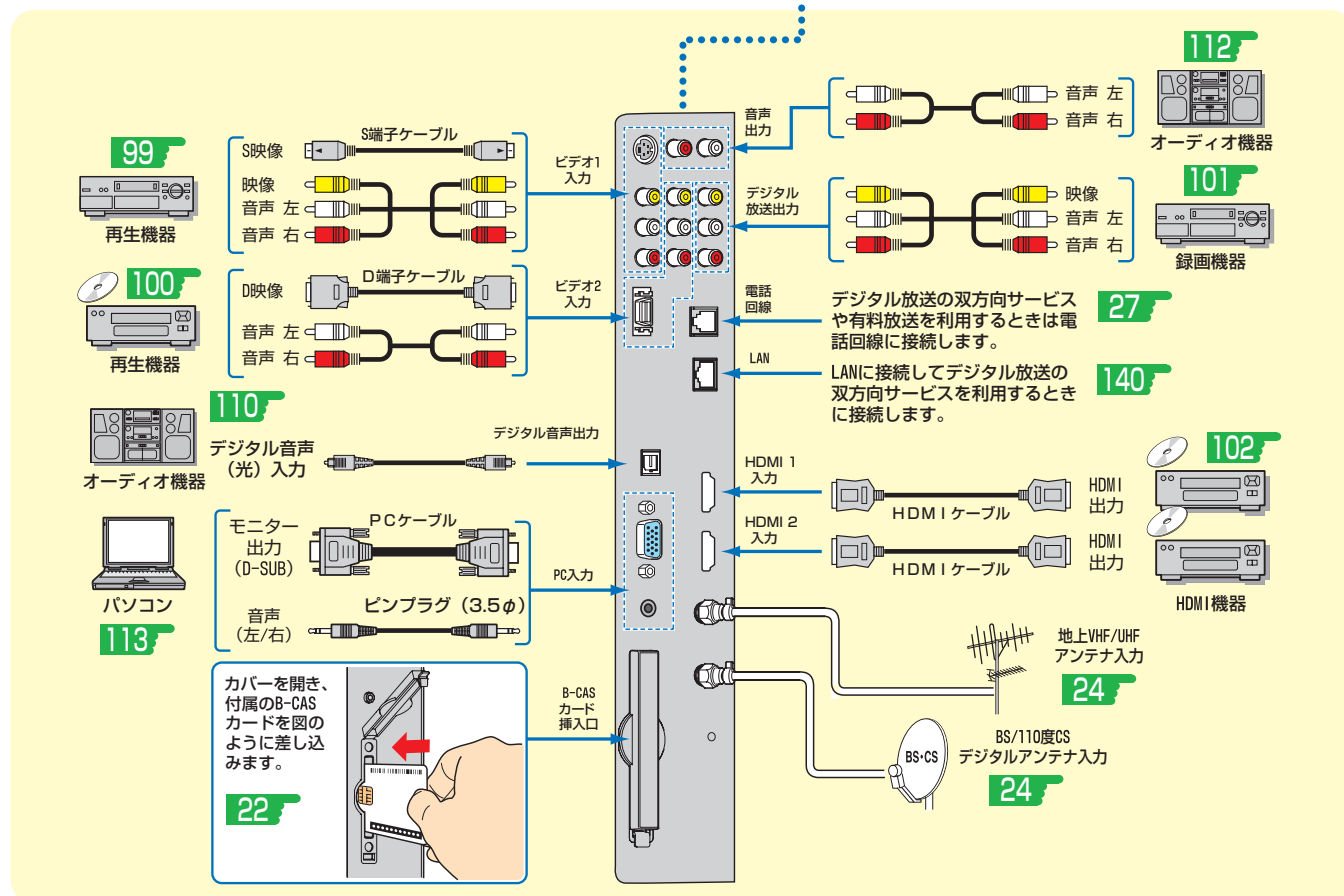 112
音声 左
音声 右
オーディオ機器
音声
出力
99
再生機器
S端子ケーブル
S映像
映像
音声 左
音声 右
ビデオ1
入力
デジタル
放送出力
101
映像
音声 左
音声 右
録画機器
100
再生機器
D端子ケーブル
D映像
音声 左
音声 右
ビデオ2
入力
電話
回線
デジタル放送の双方向サービス
や有料放送を利用するときは電
話回線に接続します。
27
LAN
LANに接続してデジタル放送の
双方向サービスを利用するとき
に接続します。
140
110
オーディオ機器
デジタル音声
（光）入力
デジタル音声出力
HDMI 1
入力
HDMIケーブル
HDMI
出力
102
HDMI 2
入力
HDMIケーブル
HDMI
出力
HDMI機器
パソコン
113
モニター
出力
(D-SUB)
PCケーブル
PC入力
ピンプラグ（3.5φ）
音声
（左/右）
地上VHF/UHF
アンテナ入力
24
カバーを開き、
付属のB-CAS
カードを図の
ように差し込
みます。
22
B-CAS
カード
挿入口
BS・CS
BS/110度CS
デジタルアンテナ入力
24